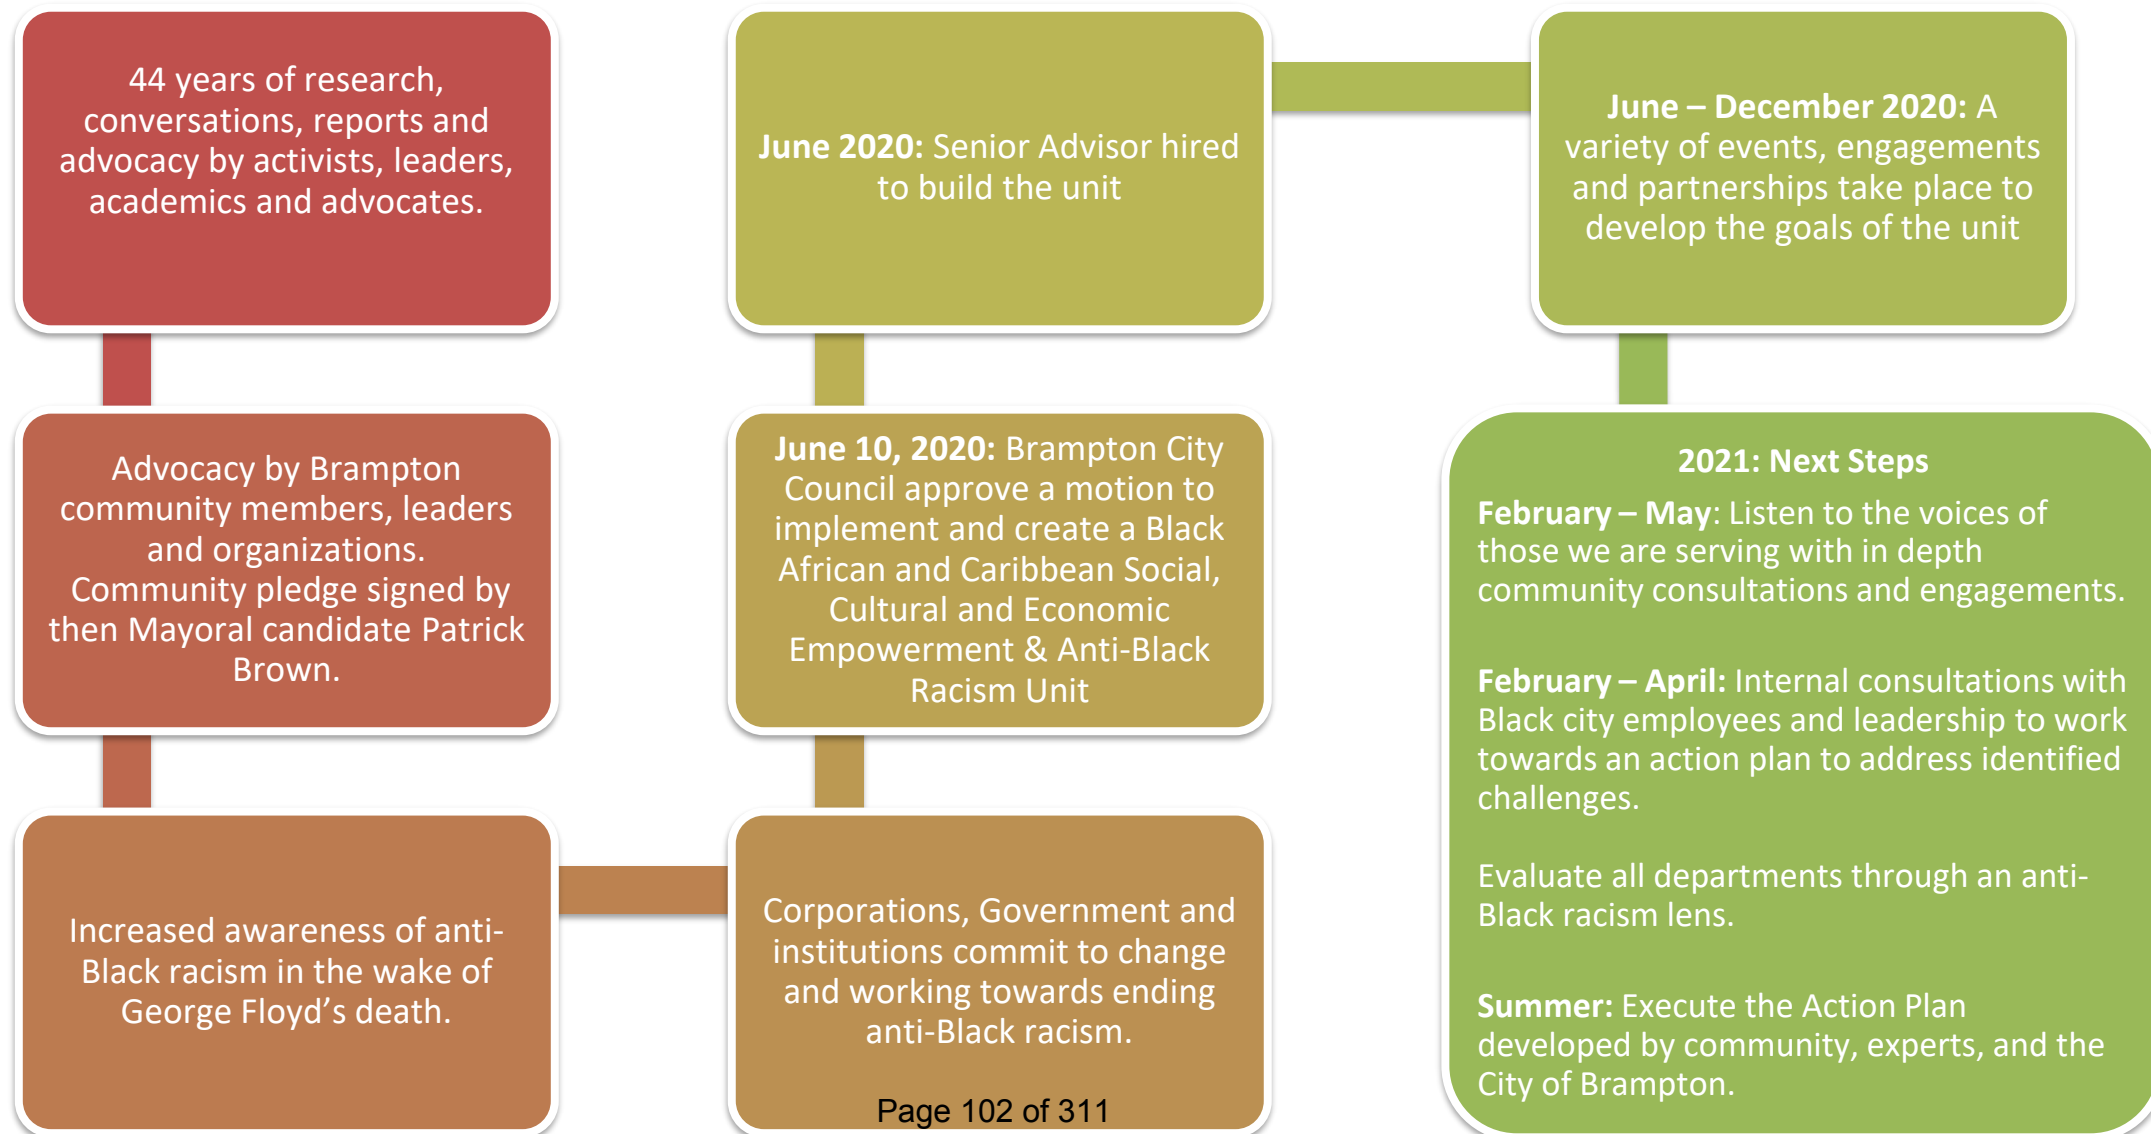 44 years of research,
conversations, reports and
advocacy by activists, leaders,
academics and advocates.
Advocacy by Brampton
community members, leaders
and organizations.
Community pledge signed by
then Mayoral candidate Patrick
Brown.
Increased awareness of anti-
Black racism in the wake of
George Floyd’s death.
Corporations, Government and
institutions commit to change
and working towards ending
anti-Black racism.
June 10, 2020: Brampton City
Council approve a motion to
implement and create a Black
African and Caribbean Social,
Cultural and Economic
Empowerment & Anti-Black
Racism Unit
June 2020: Senior Advisor hired
to build the unit
June – December 2020: A
variety of events, engagements
and partnerships take place to
develop the goals of the unit
2021: Next Steps
February – May: Listen to the voices of
those we are serving with in depth
community consultations and engagements.
February – April: Internal consultations with
Black city employees and leadership to work
towards an action plan to address identified
challenges.
Evaluate all departments through an anti-
Black racism lens.
Summer: Execute the Action Plan
developed by community, experts, and the
City of Brampton.
Page 102 of 311